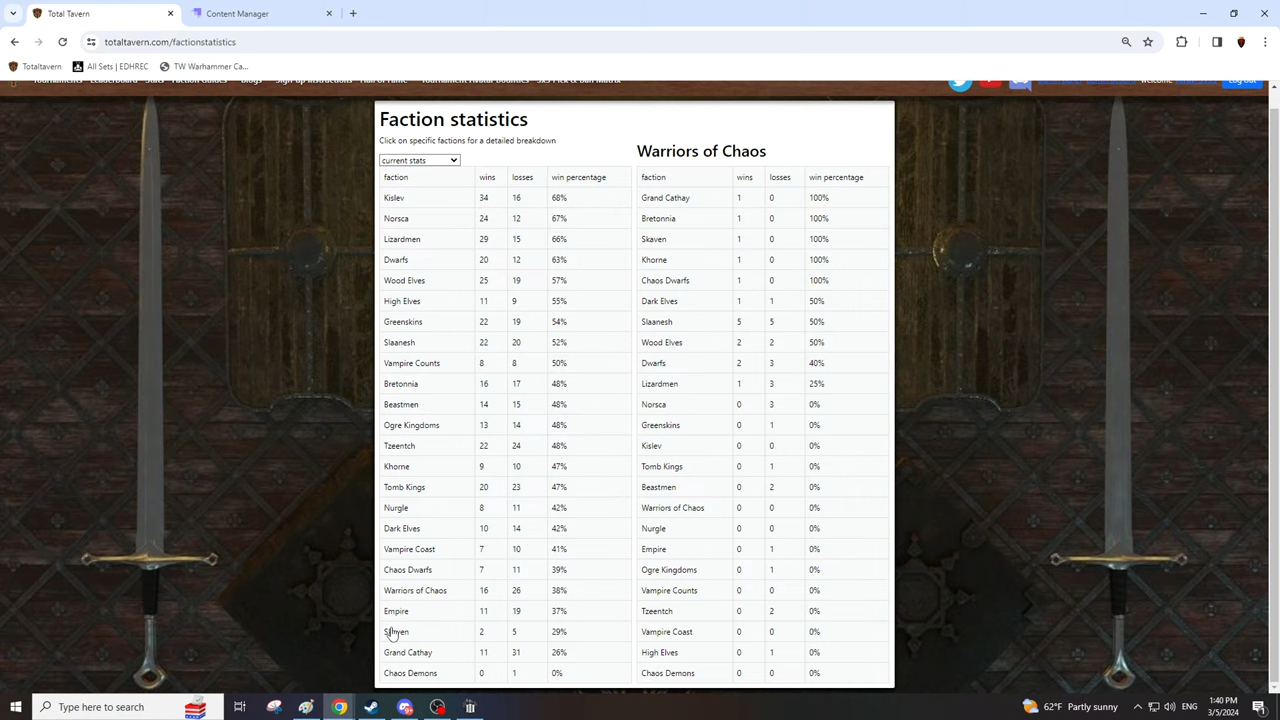 Total Tavern
Content Manager
totaltavern.com/factionstatistics
Totaltavern
All Sets | EDHREC
TW Warhammer Ca...
Faction statistics
Click on specific factions for a detailed breakdown
current stats
faction wins losses win percentage
Kislev 34 16 68%
Norsca 24 12 67%
Lizardmen 29 15 66%
Dwarfs 20 12 63%
Wood Elves 25 19 57%
High Elves 11 9 55%
Greenskins 22 19 54%
Slaanesh 22 20 52%
Vampire Counts 8 8 50%
Bretonnia 16 17 48%
Beastmen 14 15 48%
Ogre Kingdoms 13 14 48%
Tzeentch 22 24 48%
Khorne 9 10 47%
Tomb Kings 20 23 47%
Nurgle 8 11 42%
Dark Elves 10 14 42%
Vampire Coast 7 10 41%
Chaos Dwarfs 7 11 39%
Warriors of Chaos 16 26 38%
Empire 11 19 37%
Skaven 2 5 29%
Grand Cathay 11 31 26%
Chaos Demons 0 1 0%
Warriors of Chaos
faction wins losses win percentage
Grand Cathay 1 0 100%
Bretonnia 1 0 100%
Skaven 1 0 100%
Khorne 1 0 100%
Chaos Dwarfs 1 0 100%
Dark Elves 1 1 50%
Slaanesh 5 5 50%
Wood Elves 2 2 50%
Dwarfs 2 3 40%
Lizardmen 1 3 25%
Norsca 0 3 0%
Greenskins 0 1 0%
Kislev 0 0 0%
Tomb Kings 0 1 0%
Beastmen 0 2 0%
Warriors of Chaos 0 0 0%
Nurgle 0 0 0%
Empire 0 1 0%
Ogre Kingdoms 0 1 0%
Vampire Counts 0 0 0%
Tzeentch 0 2 0%
Vampire Coast 0 0 0%
High Elves 0 1 0%
Chaos Demons 0 0 0%
Type here to search
62°F Partly sunny
ENG
1:40 PM
3/5/2024